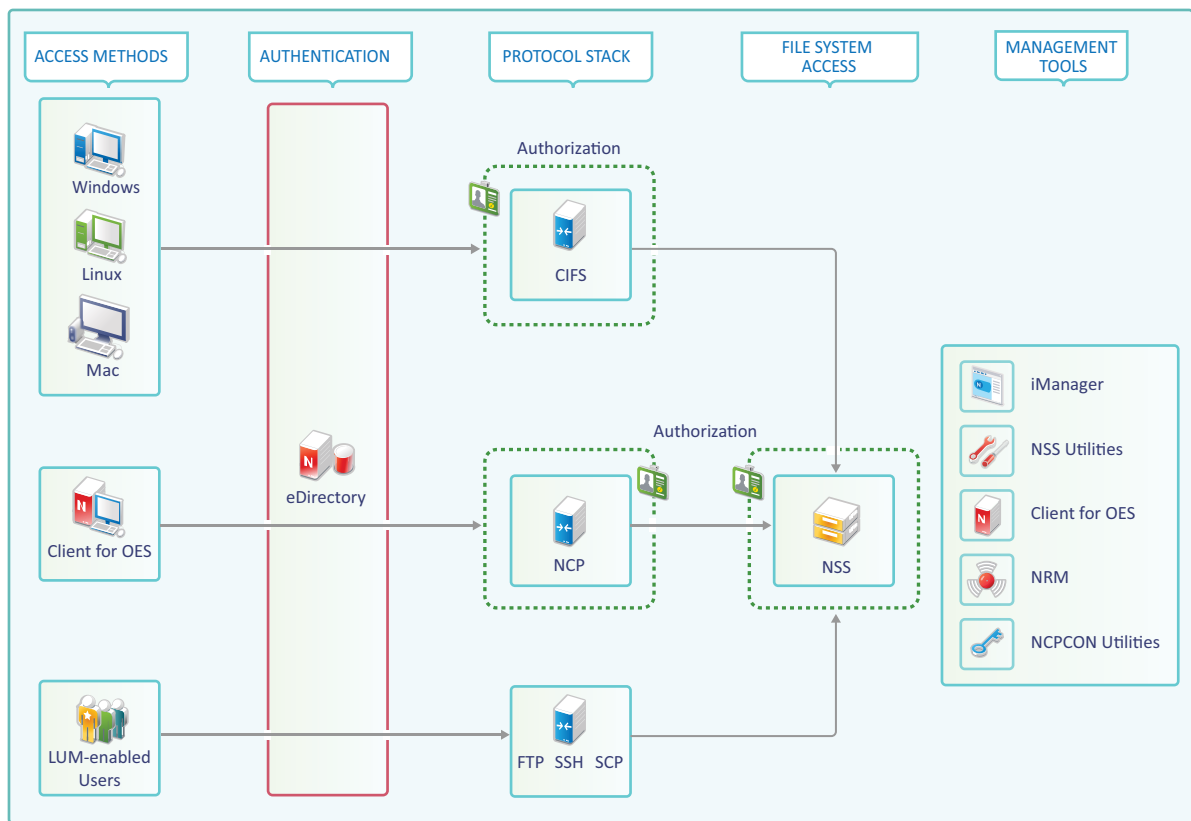 ACCESS METHODS
AUTHENTICATION
PROTOCOL STACK
FILE SYSTEM
ACCESS
MANAGEMENT
TOOLS
Windows
Linux
Mac
Client for OES
LUM-enabled
Users
eDirectory
Authorization
CIFS
Authorization
NCP
FTP SSH SCP
NSS
iManager
NSS Utilities
Client for OES
NRM
NCPCON Utilities